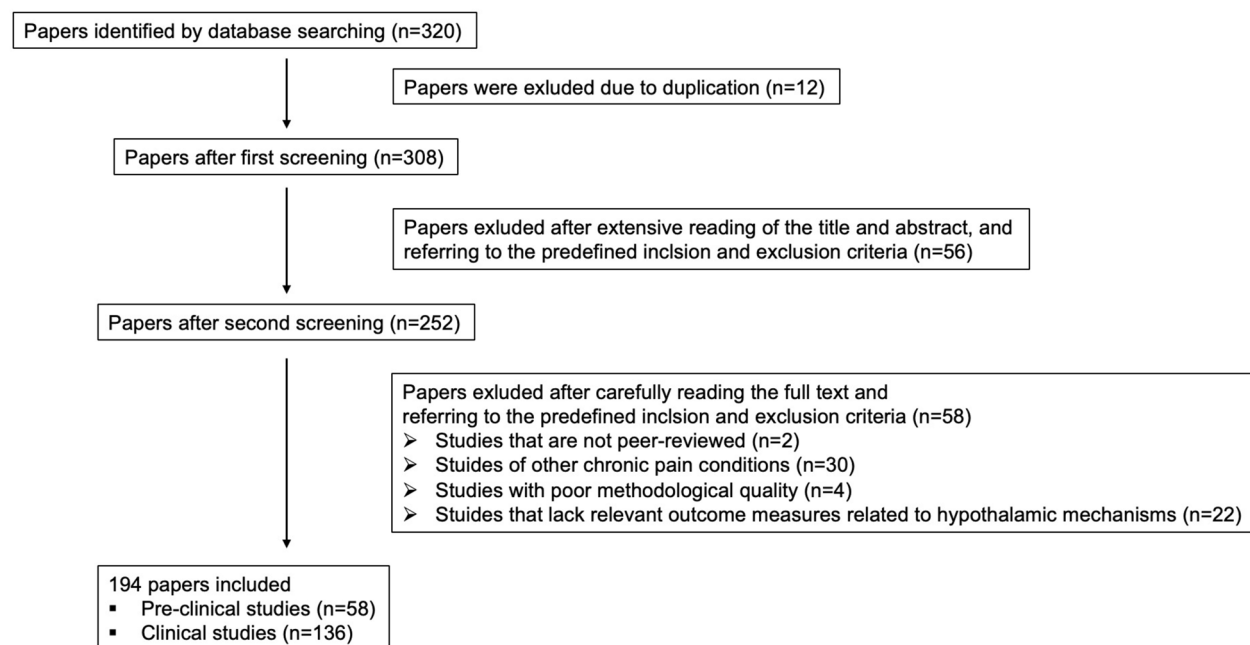 Papers identified by database searching (n=320)
Papers were exluded due to duplication (n=12)
Papers after first screening (n=308)
Papers exluded after extensive reading of the title and abstract, and
referring to the predefined inclsion and exclusion criteria (n=56)
Papers after second screening (n=252)
Papers exluded after carefully reading the full text and
referring to the predefined inclsion and exclusion criteria (n=58)
➢ Studies that are not peer-reviewed (n=2)
➢ Stuides of other chronic pain conditions (n=30)
➢ Studies with poor methodological quality (n=4)
➢ Stuides that lack relevant outcome measures related to hypothalamic mechanisms (n=22)
194 papers included
▪ Pre-clinical studies (n=58)
▪ Clinical studies (n=136)